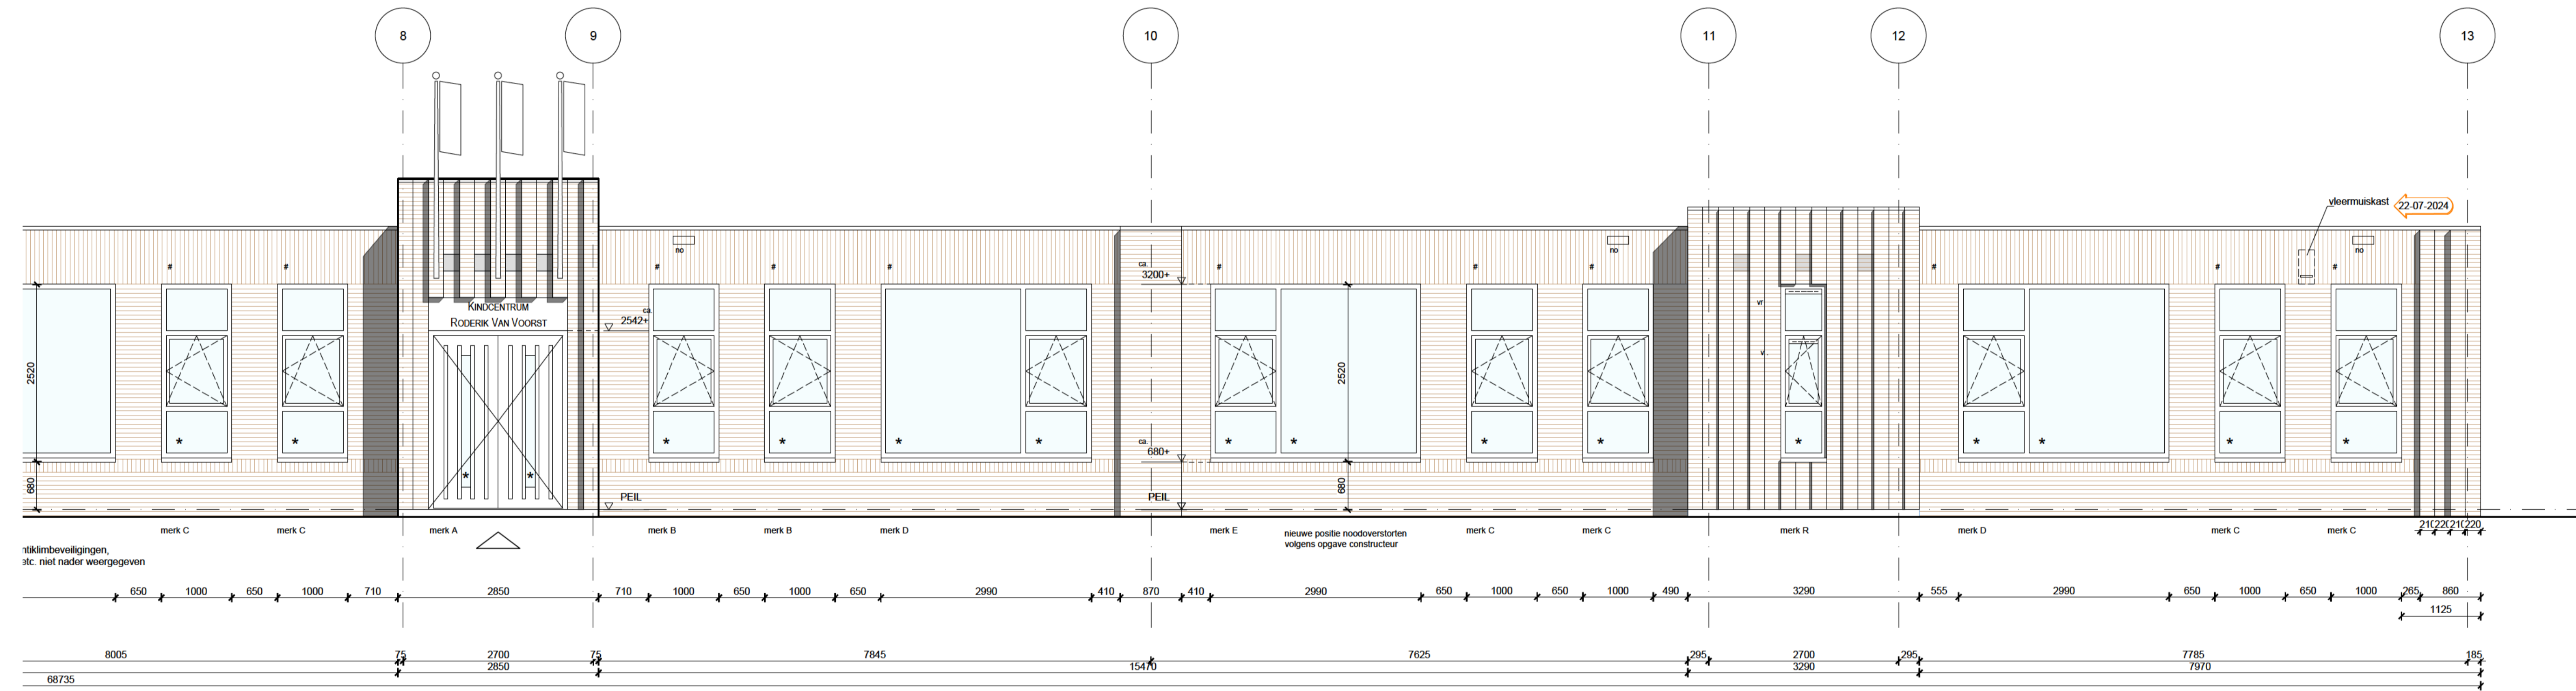 8 9 10 11 12 13
vleermuiskast 22-07-2024
no no no
# # # # # # # # # # #
ca.
3200+
KINDCENTRUM
RODERIK VAN VOORST
ca.
2542+
vr
2520 2520
* * * * * * * * * * * * * * *
ca.
680+
680 680
PEIL PEIL
merk C merk C merk A merk B merk B merk D merk E merk C merk C merk R merk D merk C merk C
nieuwe positie noodoverstorten
volgens opgave constructeur
ntiklimbeveiligingen,
etc. niet nader weergegeven
210 220 210 220
650 1000 650 1000 710 2850 710 1000 650 1000 650 2990 410 870 410 2990 650 1000 650 1000 490 3290 555 2990 650 1000 650 1000 265 860
1125
8005 75 2700 75 7845 7625 295 2700 295 7785 185
2850 15470 3290 7970
68735